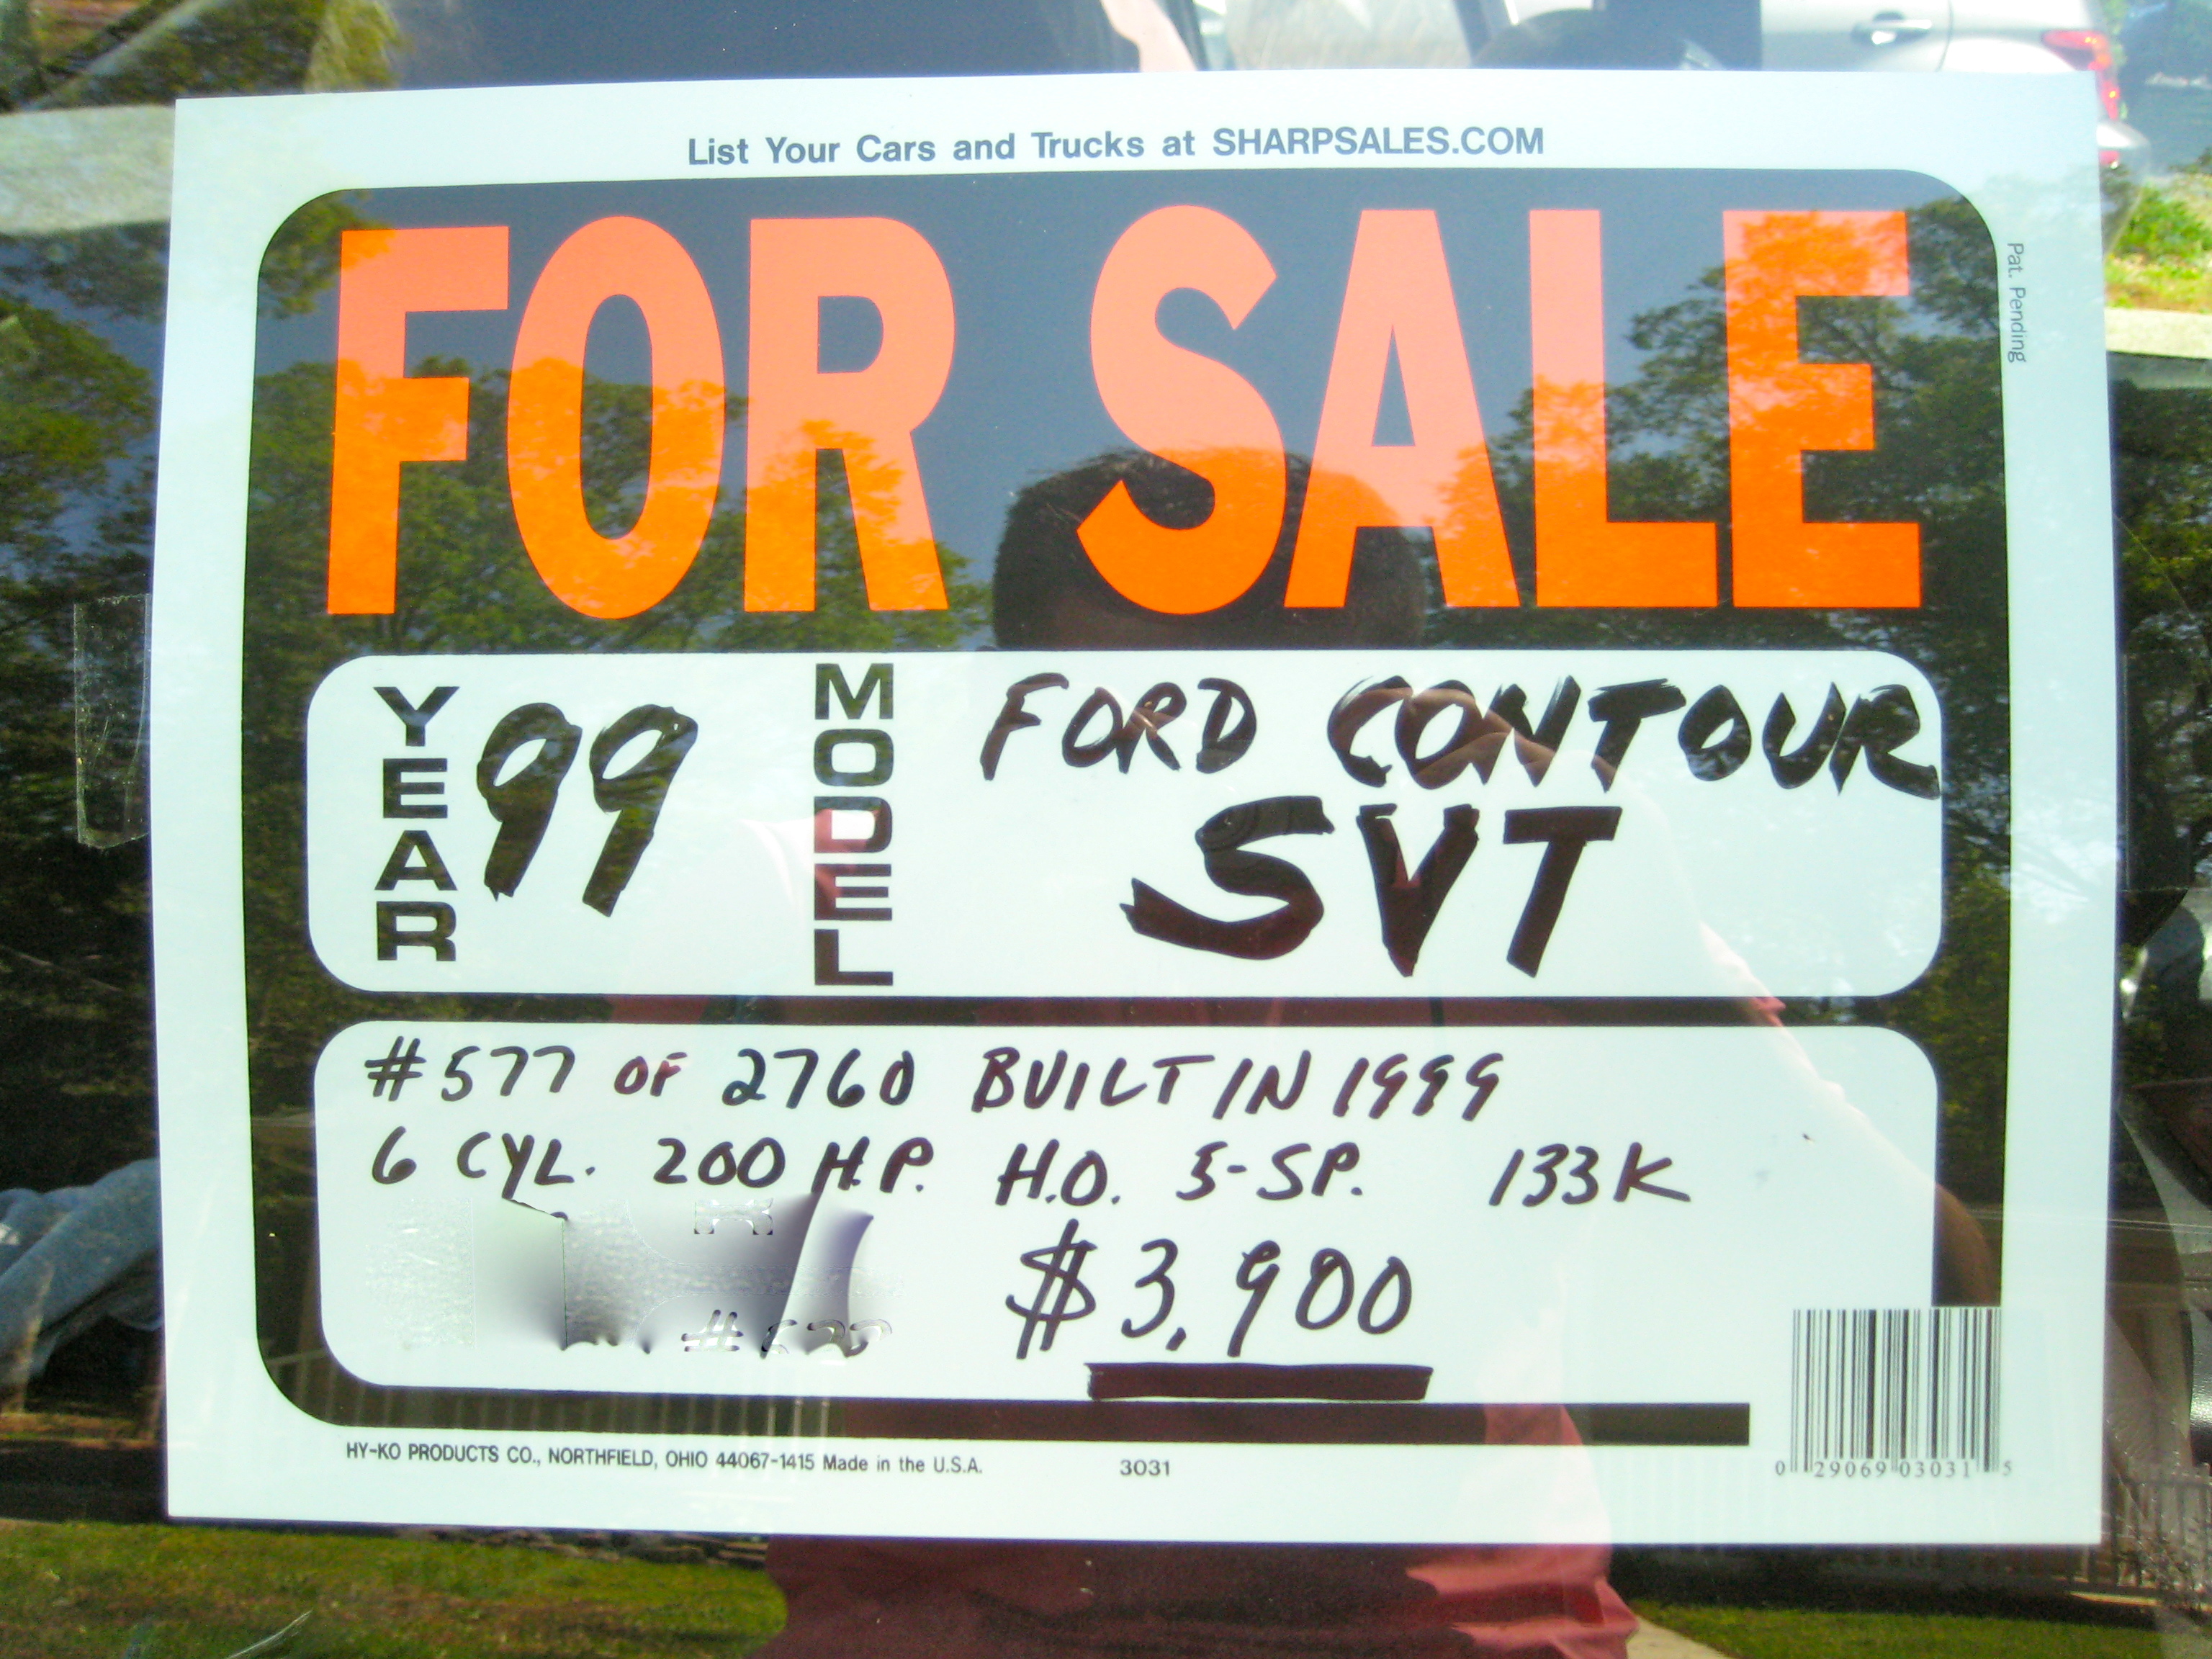 List Your Cars and Trucks at SHARPSALES.COM
Pat. Pending
FOR SALE
YEAR 99 MODEL FORD CONTOUR
SVT
#577 OF 2760 BUILT IN 1999
6 CYL. 200 H.P. H.O. 5-SP. 133K
$3,900
HY-KO PRODUCTS CO., NORTHFIELD, OHIO 44067-1415 Made in the U.S.A. 3031
0 29069 03031 5